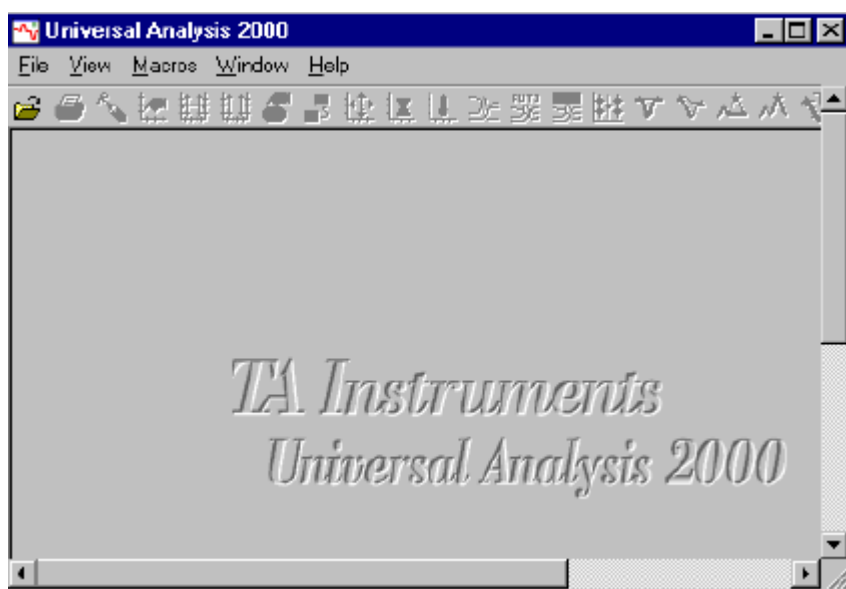 Universal Analysis 2000
File View Macros Window Help
TA Instruments
Universal Analysis 2000